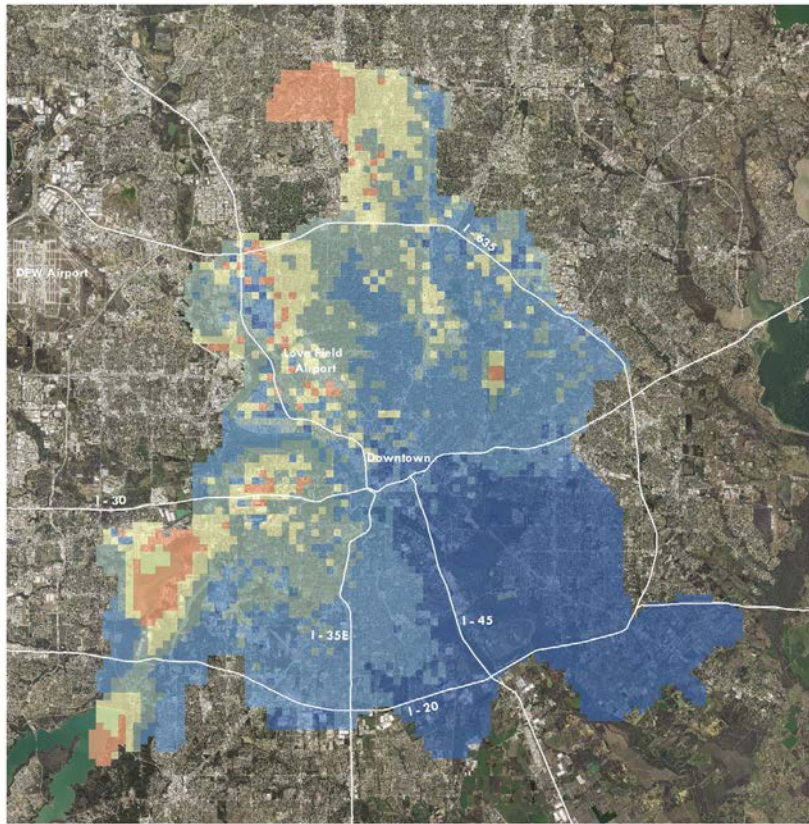 I - 635
DFW Airport
Love Field
Airport
Downtown
I - 30
I - 45
I - 35E
I - 20